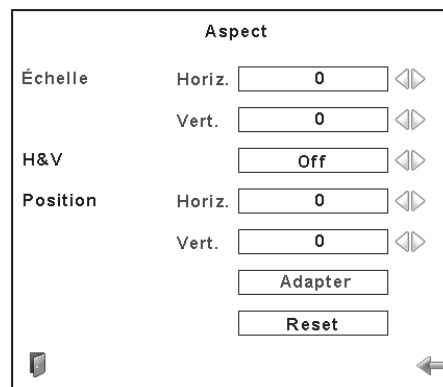 Aspect
Échelle Horiz. 0
Vert. 0
H&V Off
Position Horiz. 0
Vert. 0
Adapter
Reset